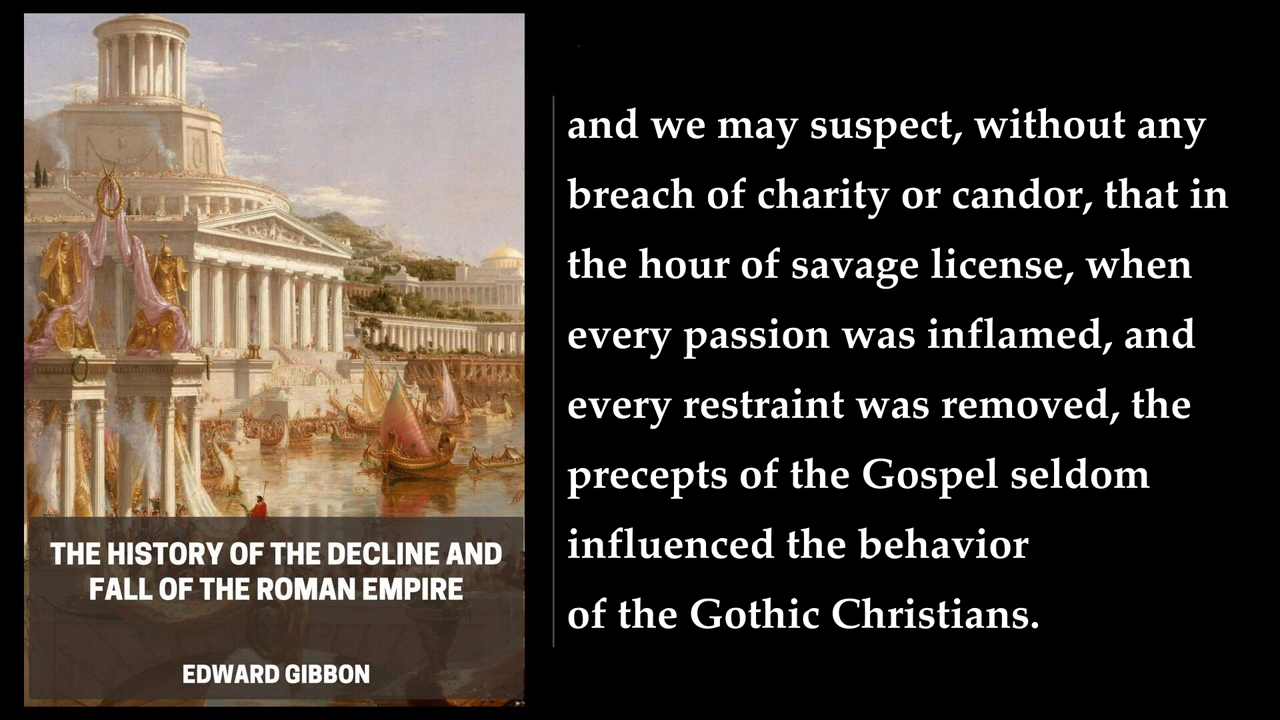 THE HISTORY OF THE DECLINE AND
FALL OF THE ROMAN EMPIRE
EDWARD GIBBON
and we may suspect, without any
breach of charity or candor, that in
the hour of savage license, when
every passion was inflamed, and
every restraint was removed, the
precepts of the Gospel seldom
influenced the behavior
of the Gothic Christians.